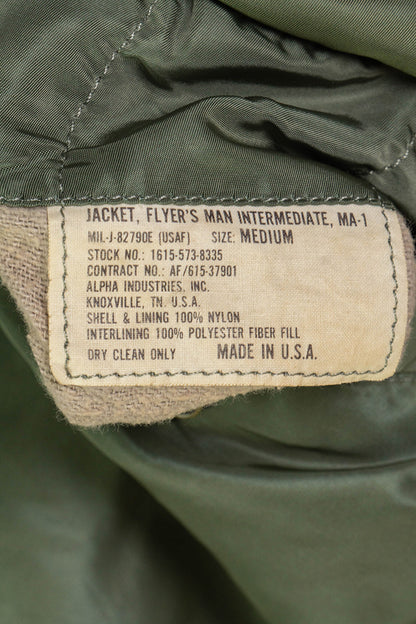 JACKET, FLYER'S MAN INTERMEDIATE, MA-1
MIL-J-82790E (USAF) SIZE: MEDIUM
STOCK NO.: 1615-573-8335
CONTRACT NO.: AF/615-37901
ALPHA INDUSTRIES, INC.
KNOXVILLE, TN. U.S.A.
SHELL & LINING 100% NYLON
INTERLINING 100% POLYESTER FIBER FILL
DRY CLEAN ONLY MADE IN U.S.A.